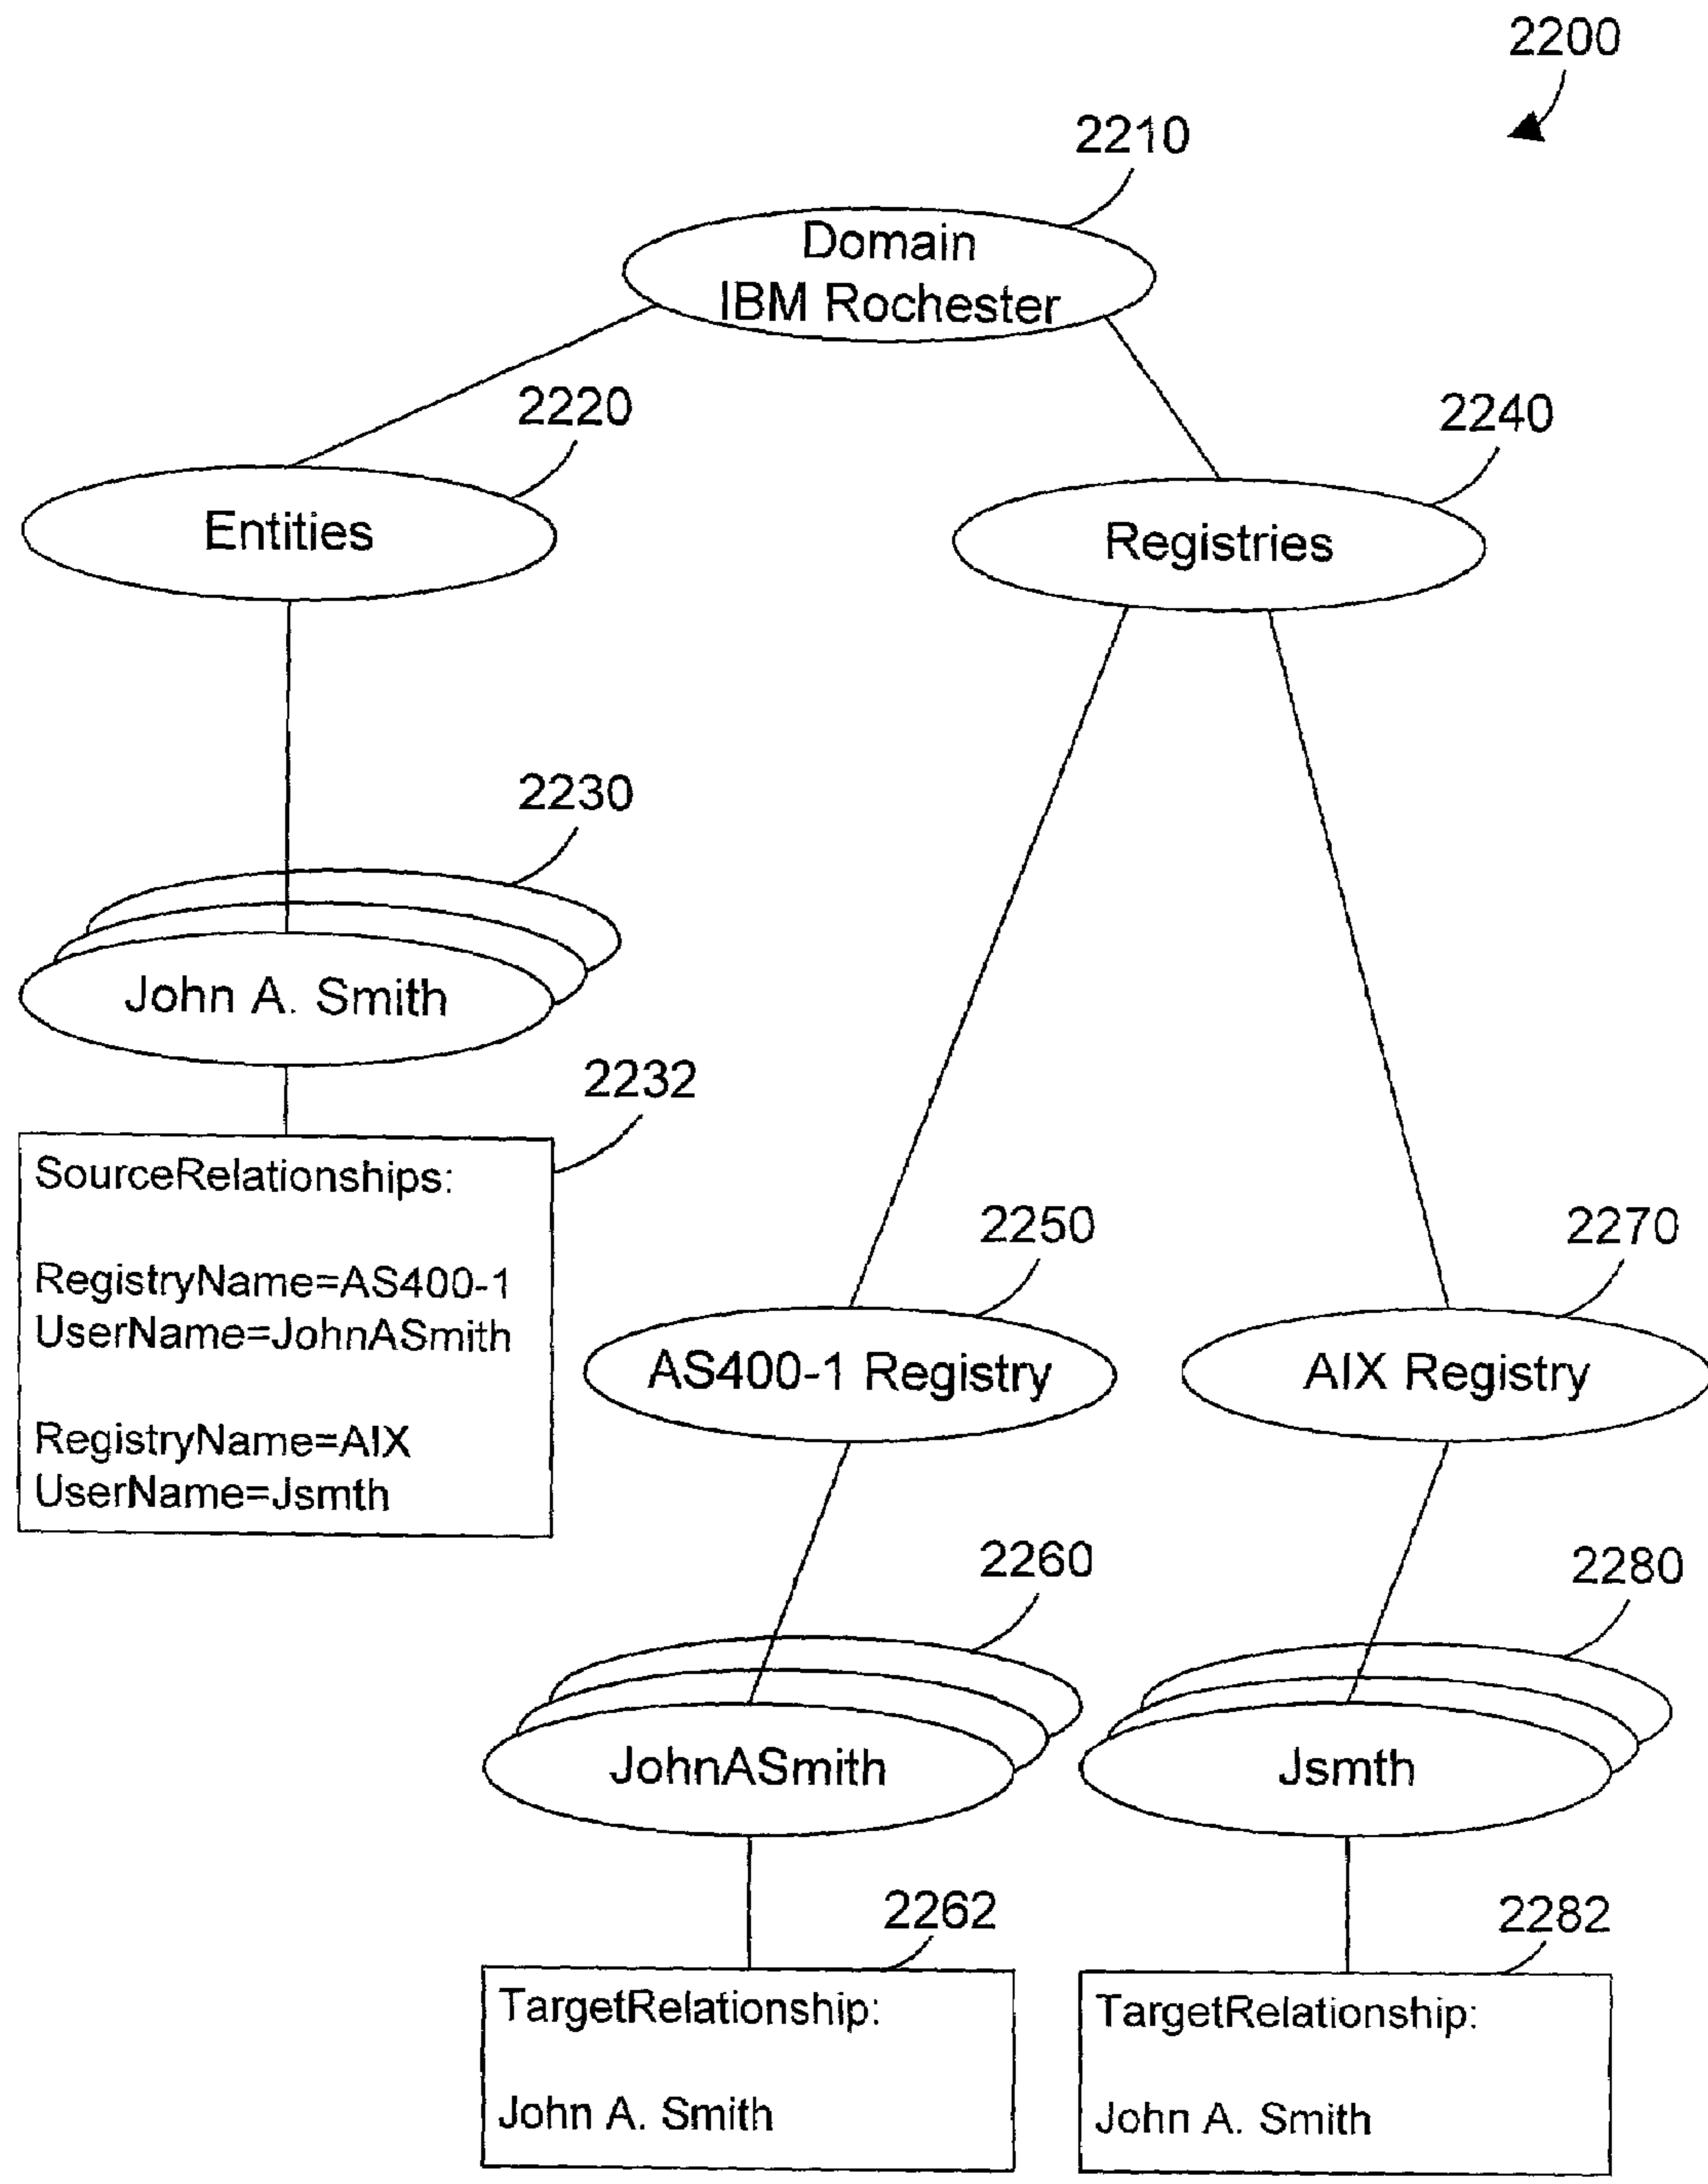 2200
2210
Domain
IBM Rochester
2220
2240
Entities
Registries
2230
John A. Smith
2232
SourceRelationships:
RegistryName=AS400-1
UserName=JohnASmith
RegistryName=AIX
UserName=Jsmth
2250
2270
AS400-1 Registry
AIX Registry
2260
2280
JohnASmith
Jsmth
2262
2282
TargetRelationship:
John A. Smith
TargetRelationship:
John A. Smith